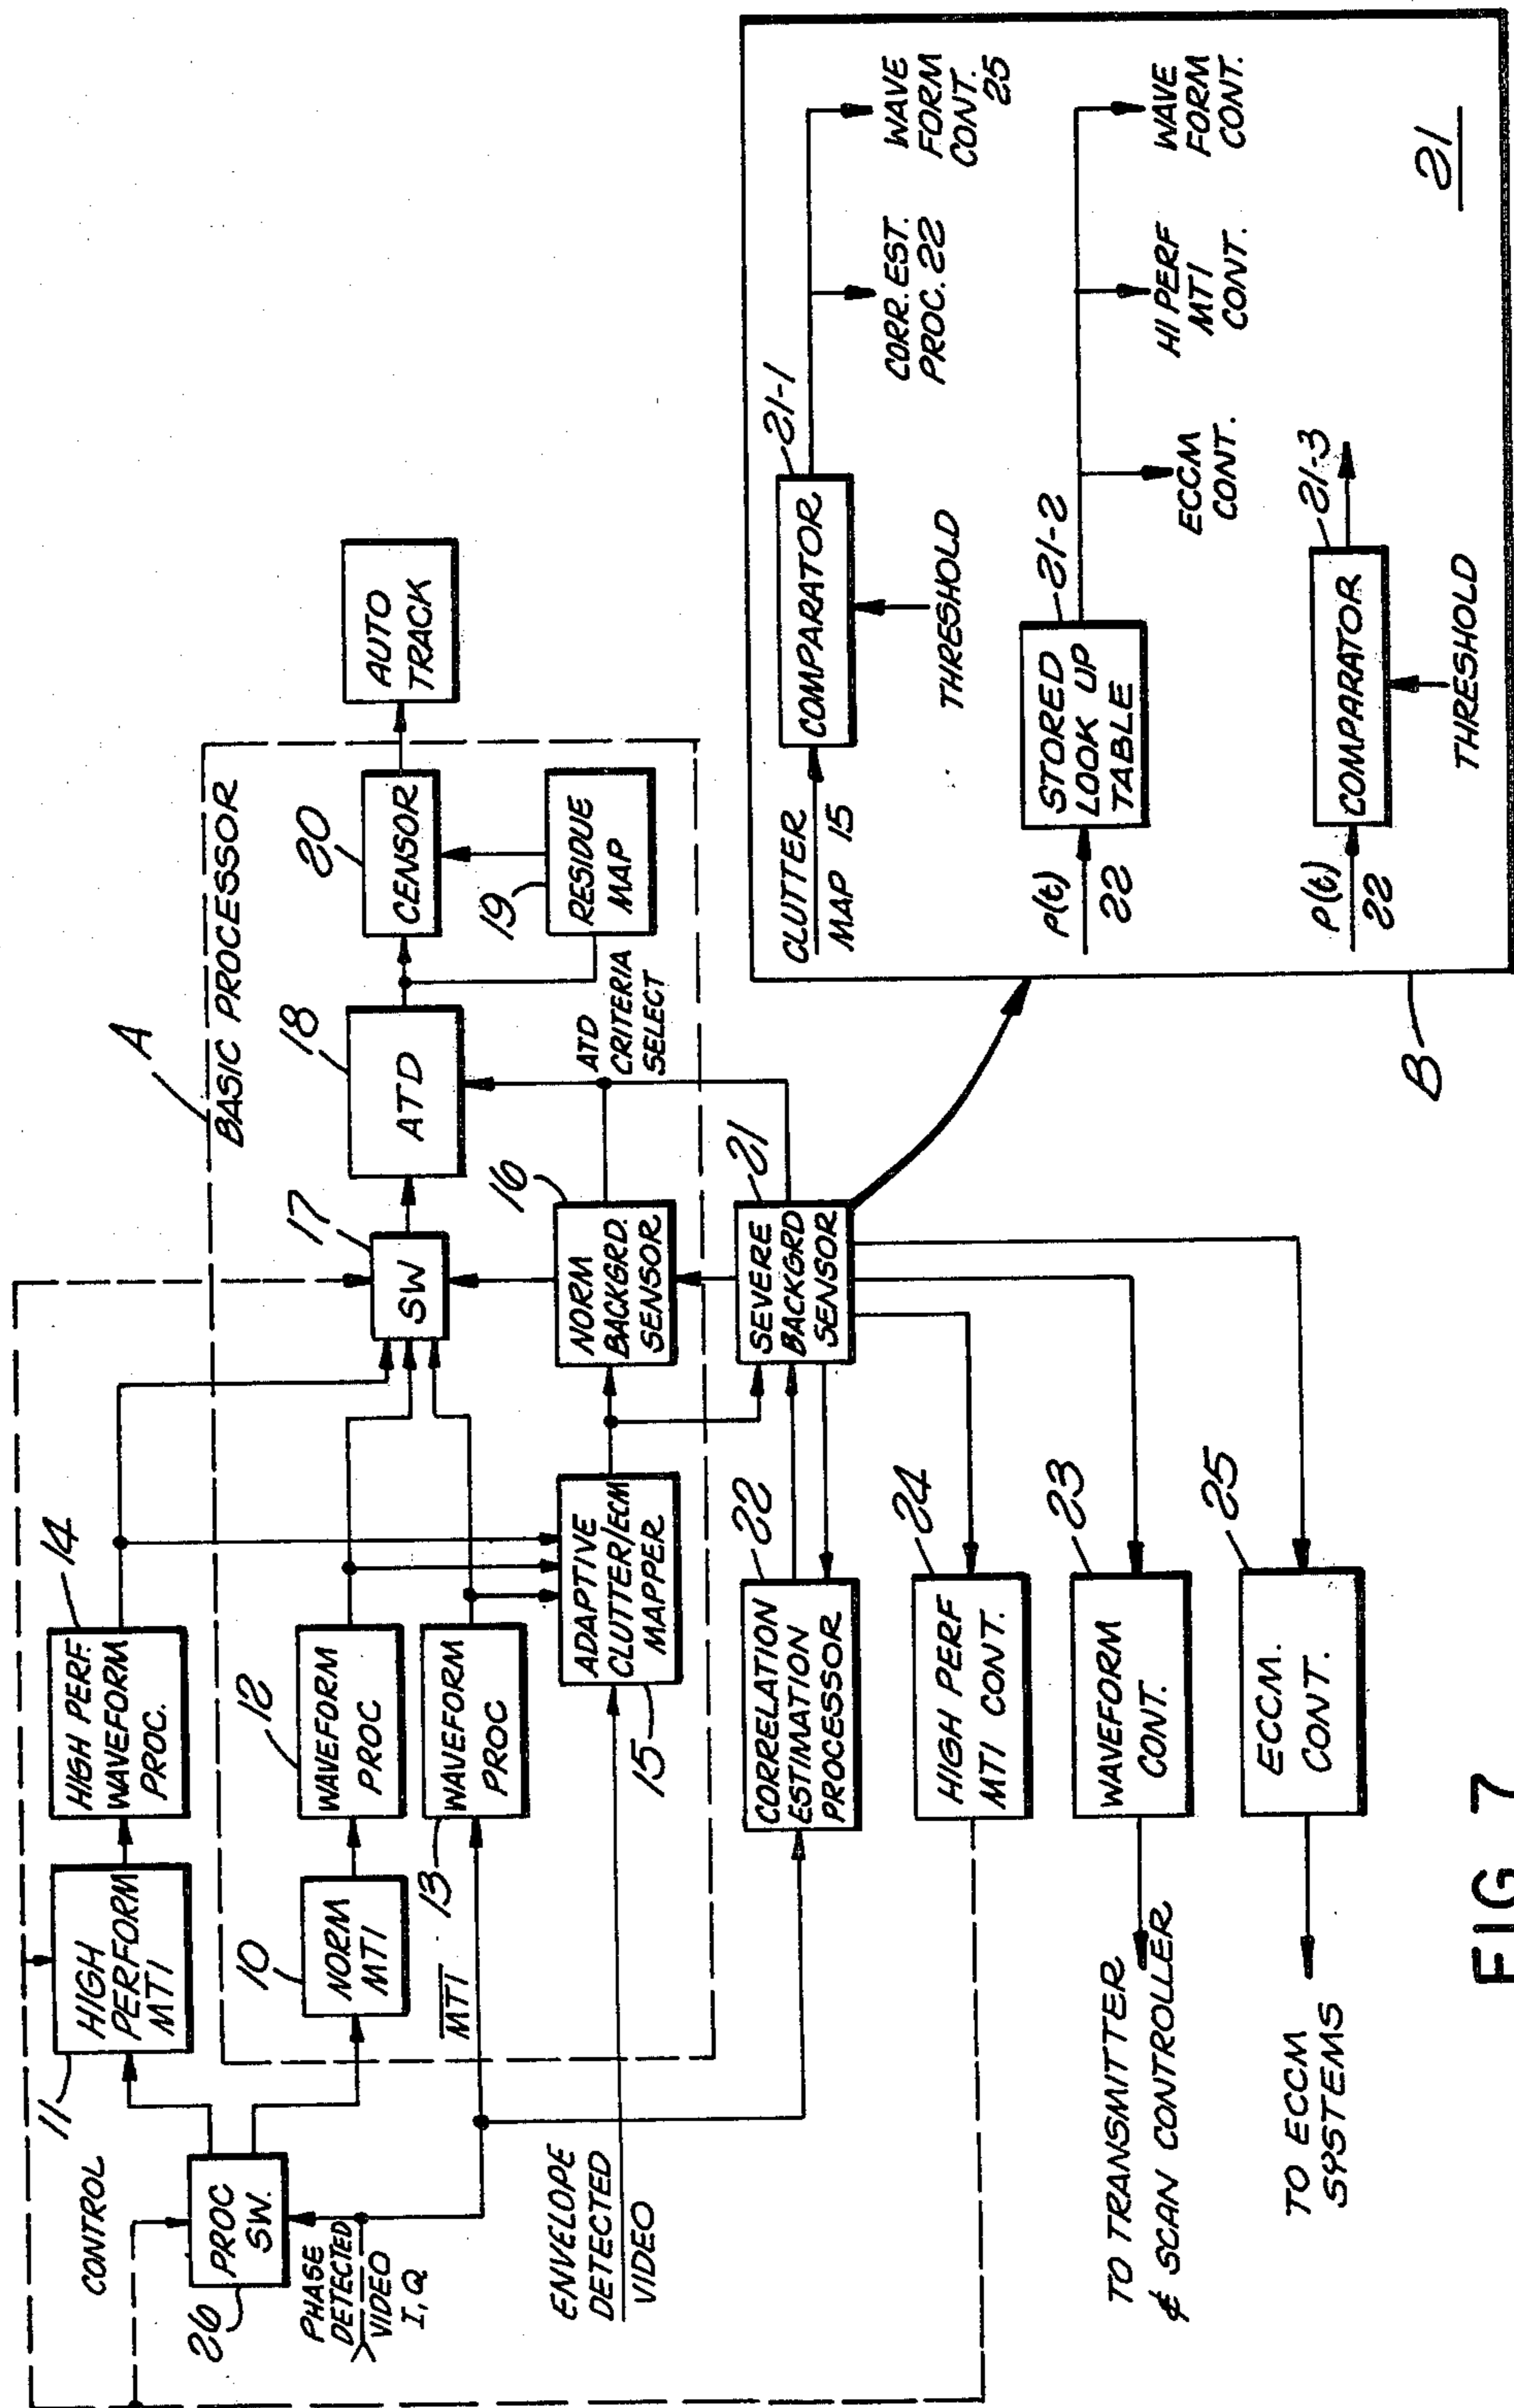 A
BASIC PROCESSOR
CONTROL
11
HIGH
PERFORM
MTI
14
HIGH PERF.
WAVEFORM
PROC.
26
PROC
SW.
10
NORM
MTI
12
WAVEFORM
PROC
17
SW
18
ATD
20
CENSOR
AUTO
TRACK
PHASE
DETECTED
VIDEO
I, Q
MTI
13
WAVEFORM
PROC
16
NORM
BACKGRD.
SENSOR
ATD
CRITERIA
SELECT
19
RESIDUE
MAP
ENVELOPE
DETECTED
VIDEO
15
ADAPTIVE
CLUTTER/ECM
MAPPER
22
CORRELATION
ESTIMATION
PROCESSOR
21
SEVERE
BACKGRD
SENSOR
24
HIGH PERF
MTI CONT.
23
WAVEFORM
CONT.
TO TRANSMITTER
& SCAN CONTROLLER
25
ECCM.
CONT.
TO ECCM
SYSTEMS
B
CLUTTER
MAP 15
COMPARATOR
21-1
THRESHOLD
CORR. EST.
PROC. 22
WAVE
FORM
CONT.
25
P(t)
22
STORED
LOOK UP
TABLE
21-2
ECCM
CONT.
HI PERF
MTI
CONT.
WAVE
FORM
CONT.
P(t)
22
COMPARATOR
21-3
THRESHOLD
21
FIG 7